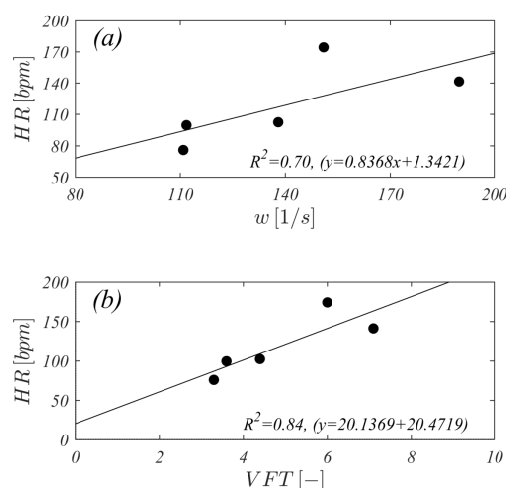 (a)
HR [bpm]
200
170
140
110
80
50
R²=0.70, (y=0.8368x+1.3421)
80 110 140 170 200
w [1/s]
(b)
HR [bpm]
200
150
100
50
0
R²=0.84, (y=20.1369+20.4719)
0 2 4 6 8 10
VFT [−]